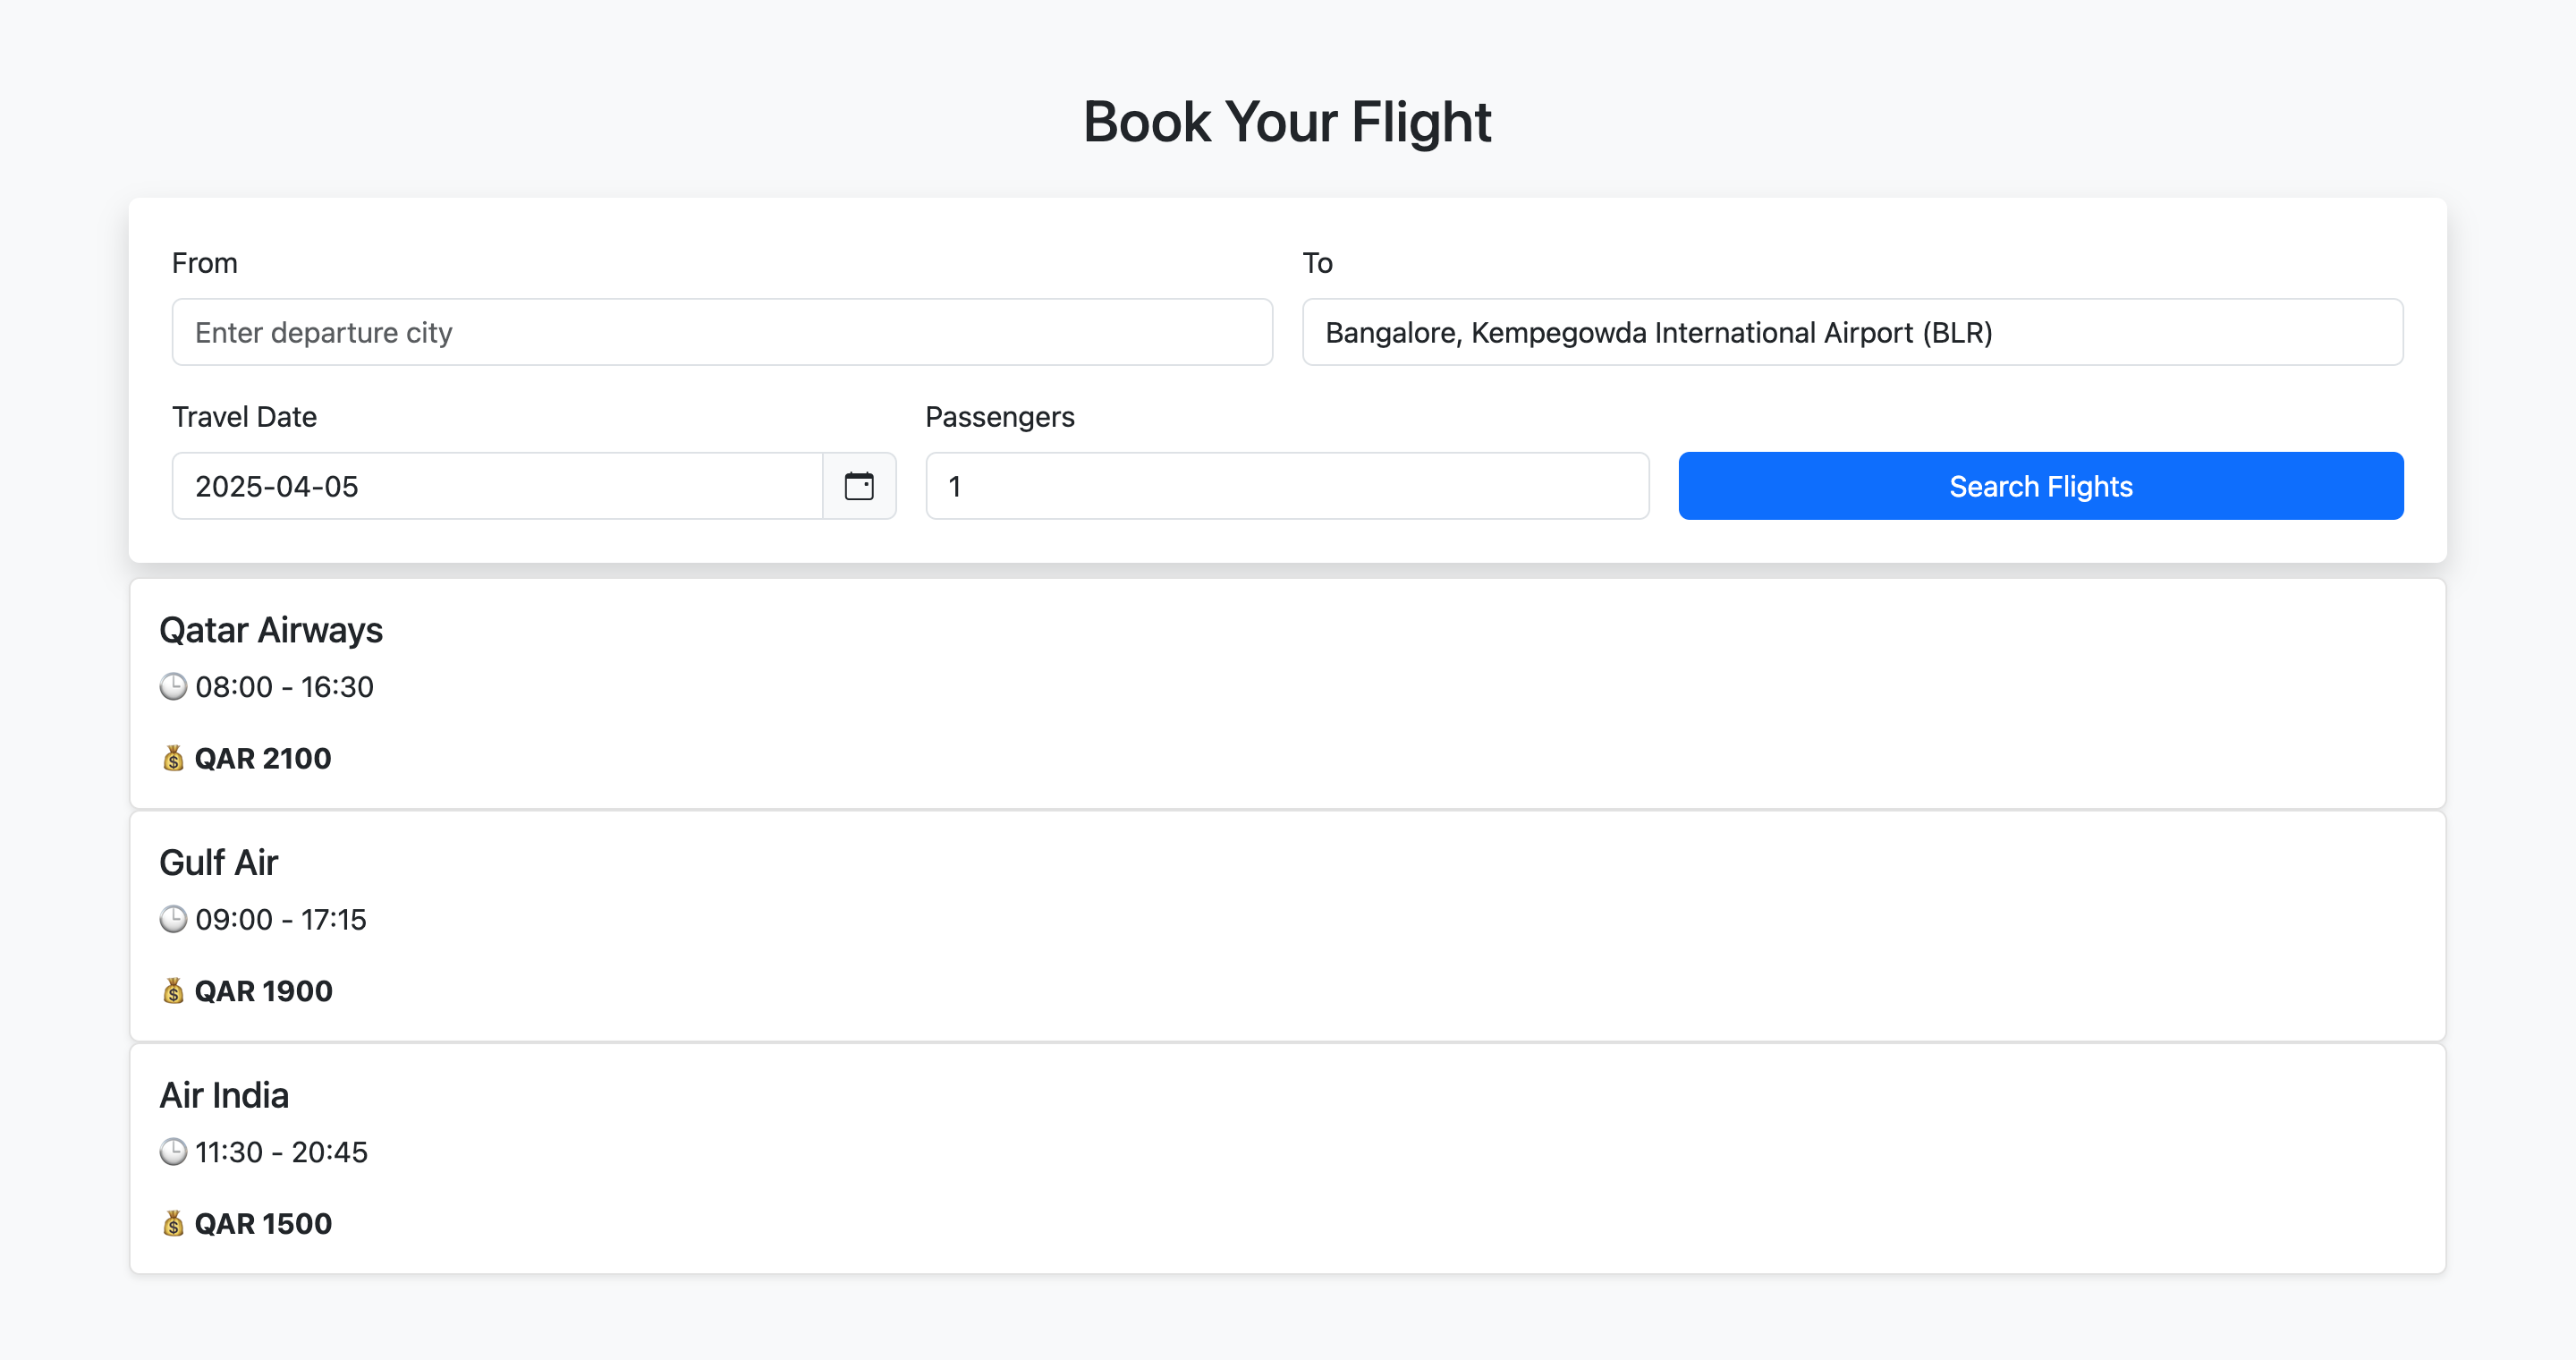 Book Your Flight
From
To
Enter departure city
Bangalore, Kempegowda International Airport (BLR)
Travel Date
Passengers
2025-04-05
1
Search Flights
Qatar Airways
🕒 08:00 - 16:30
💰 QAR 2100
Gulf Air
🕒 09:00 - 17:15
💰 QAR 1900
Air India
🕒 11:30 - 20:45
💰 QAR 1500